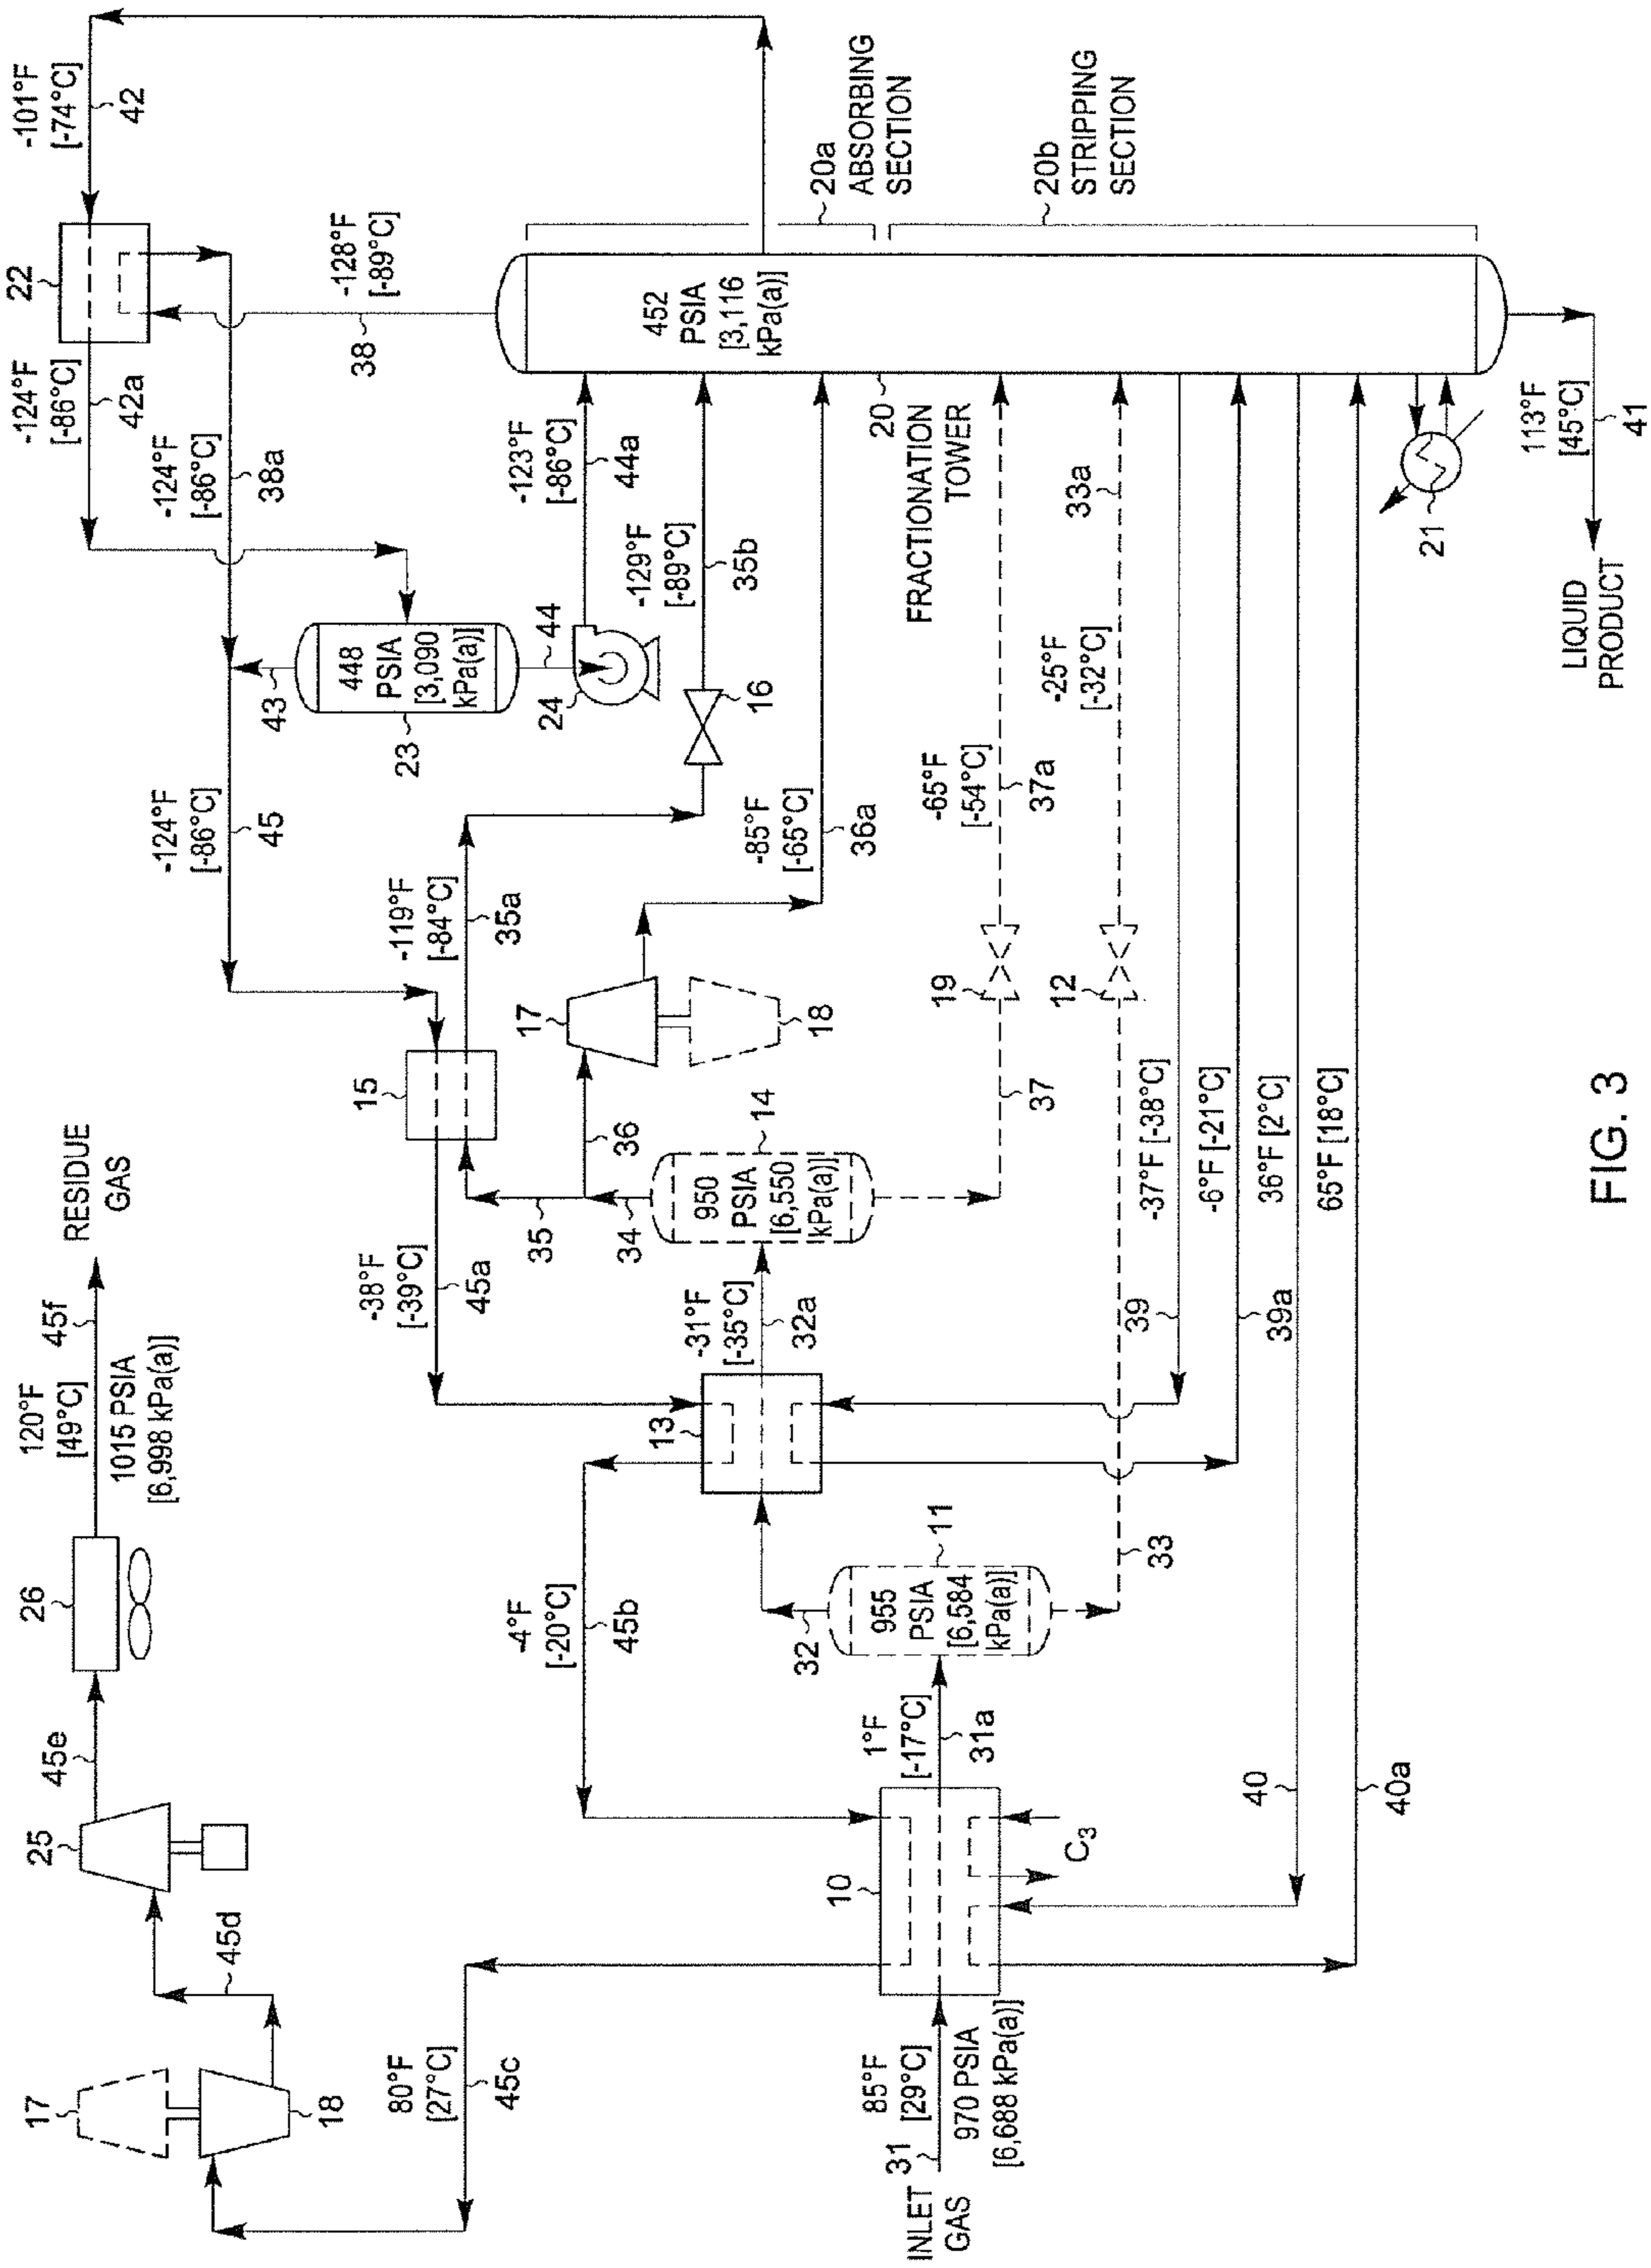 -101°F
[-74°C]
42
22
-124°F
[-86°C]
42a
-128°F
[-89°C]
38
-124°F
[-86°C]
38a
20a
ABSORBING
SECTION
20b
STRIPPING
SECTION
452
PSIA
[3,116
kPa(a)]
20
FRACTIONATION
TOWER
-123°F
[-86°C]
44a
-129°F
[-89°C]
35b
33a
113°F
[45°C]
41
21
LIQUID
PRODUCT
43
448
PSIA
[3,090
kPa(a)]
23
44
24
16
-25°F
[-32°C]
-65°F
[-54°C]
37a
-85°F
[-65°C]
36a
-124°F
[-86°C]
45
-119°F
[-84°C]
35a
17
18
19
12
15
36
35
34
950
PSIA
[6,550
kPa(a)]
14
37
-37°F [-38°C]
-6°F [-21°C]
36°F [2°C]
65°F [18°C]
39
39a
RESIDUE
GAS
-38°F
[-39°C]
45a
-31°F
[-35°C]
32a
13
120°F
[49°C]
45f
1015 PSIA
[6,998 kPa(a)]
26
-4°F
[-20°C]
45b
32
955
PSIA
[6,584
kPa(a)]
11
33
45e
25
1°F
[-17°C]
31a
10
C3
40
40a
45d
17
18
80°F
[27°C]
45c
85°F
[29°C]
31
970 PSIA
[6,688 kPa(a)]
INLET
GAS
FIG. 3